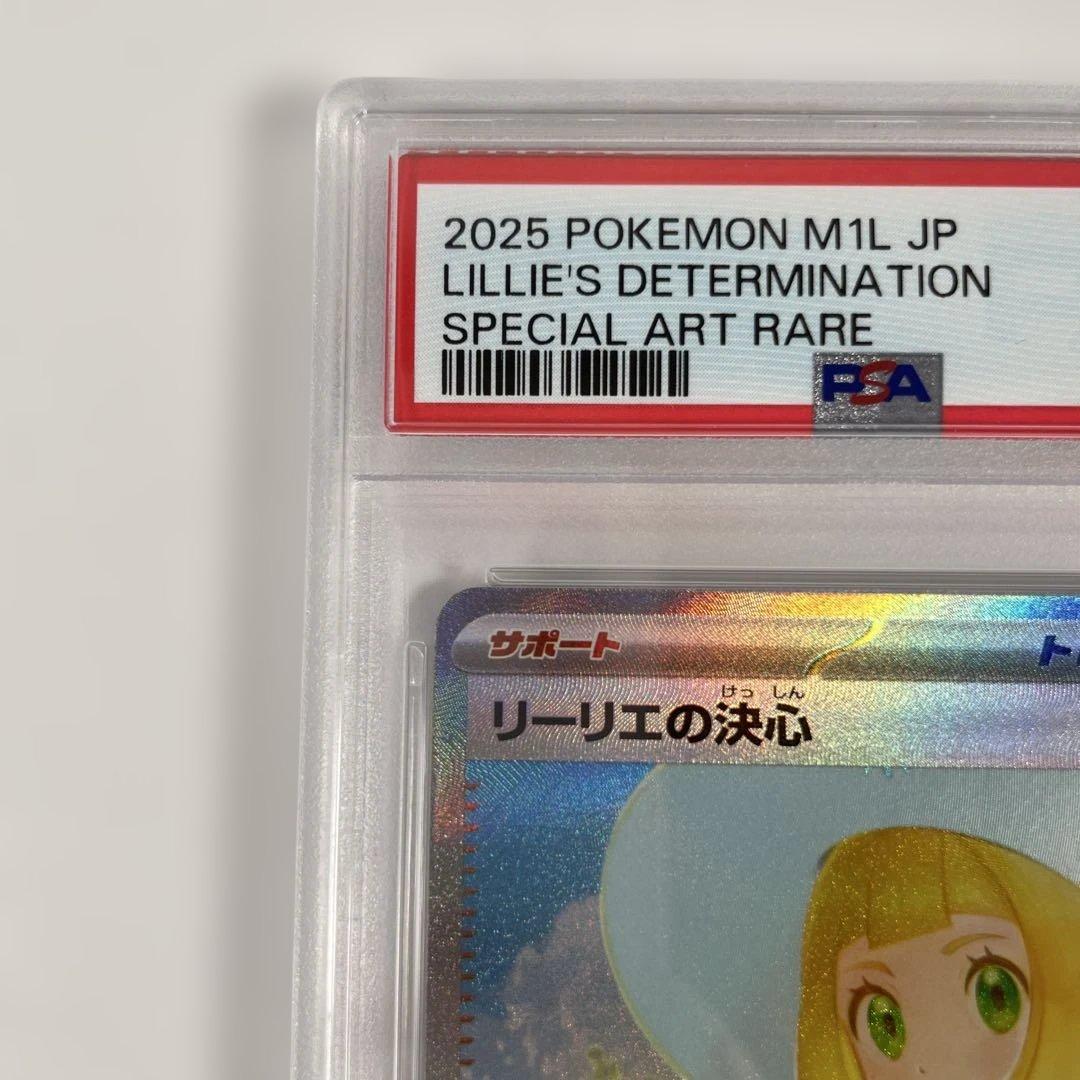 2025 POKEMON M1L JP
LILLIE'S DETERMINATION
SPECIAL ART RARE
PSA
サポート
けっ しん
リーリエの決心